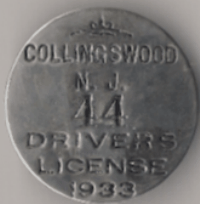 COLLINGSWOOD
N. J.
44
DRIVERS
LICENSE
1933